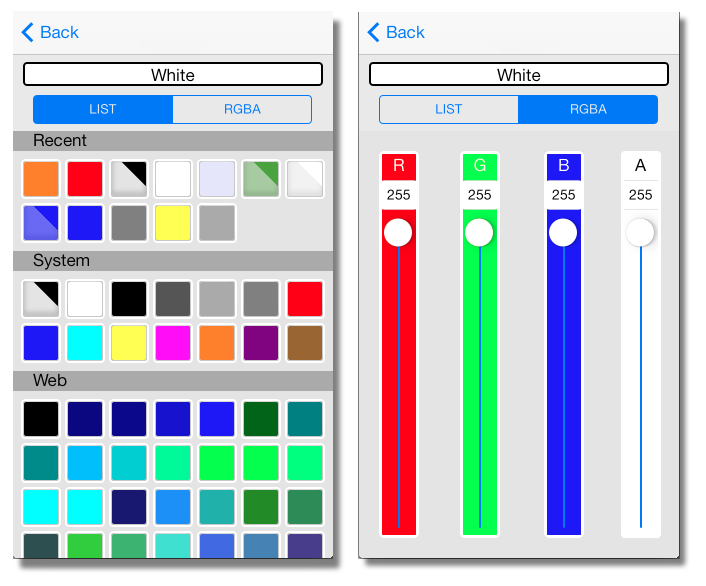 Back
White
LIST RGBA
Recent
System
Web
Back
White
LIST RGBA
R G B A
255 255 255 255